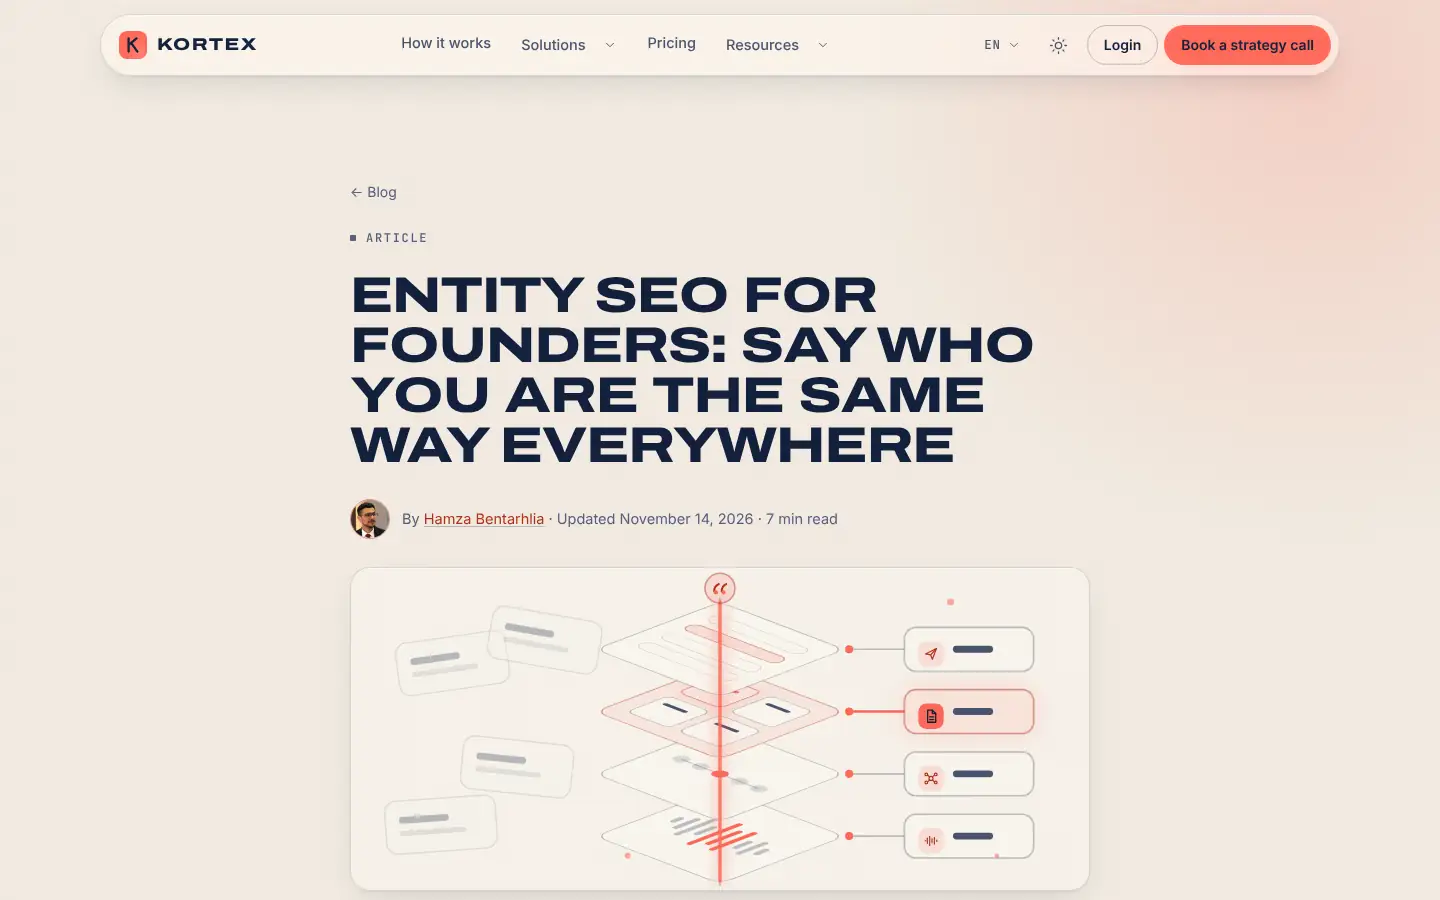 KORTEX
How it works
Solutions
Pricing
Resources
EN
Login
Book a strategy call
← Blog
ARTICLE
ENTITY SEO FOR
FOUNDERS: SAY WHO
YOU ARE THE SAME
WAY EVERYWHERE
By Hamza Bentarhlia · Updated November 14, 2026 · 7 min read